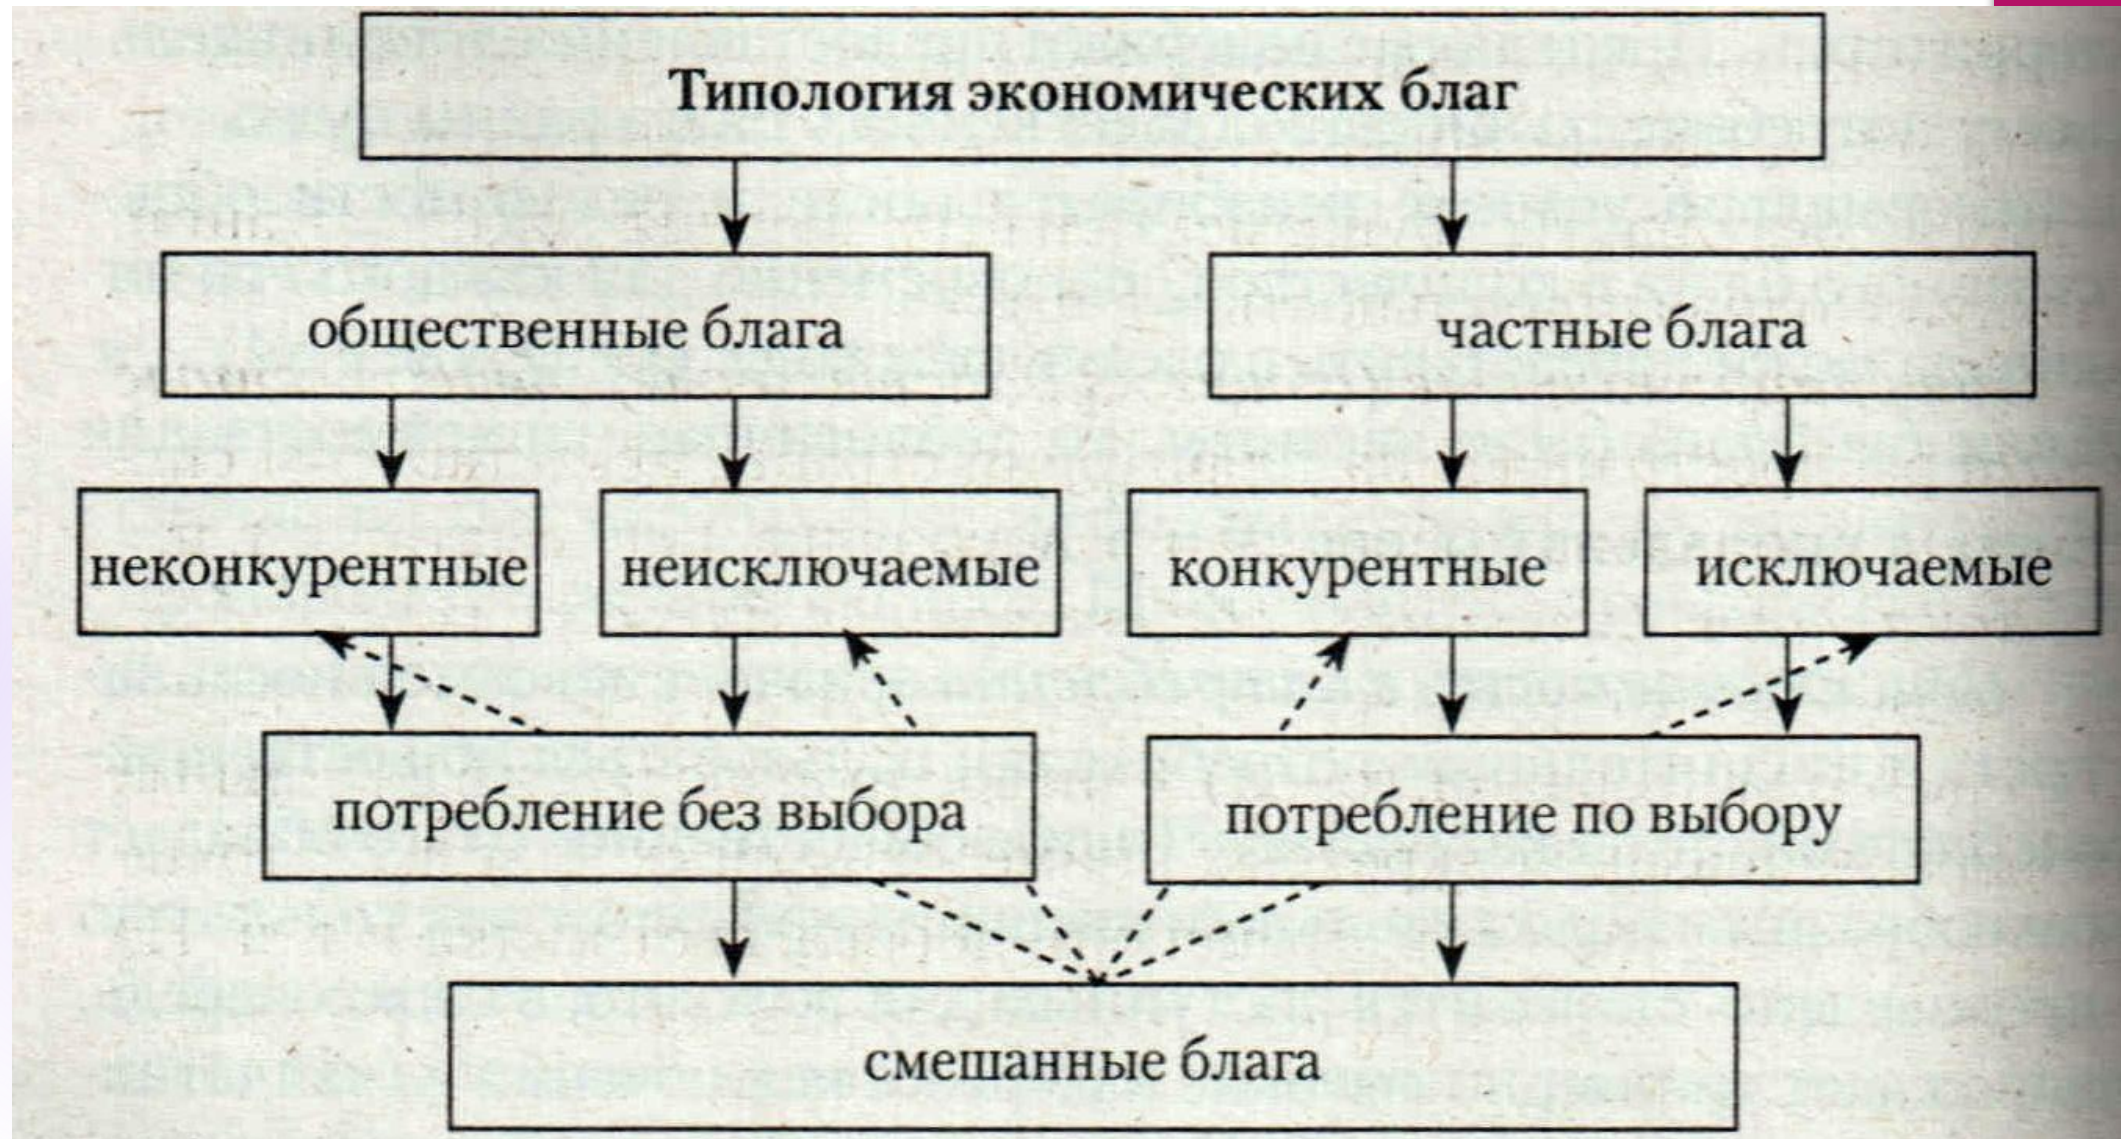 Типология экономических благ
общественные блага
частные блага
неконкурентные
неисключаемые
конкурентные
исключаемые
потребление без выбора
потребление по выбору
смешанные блага